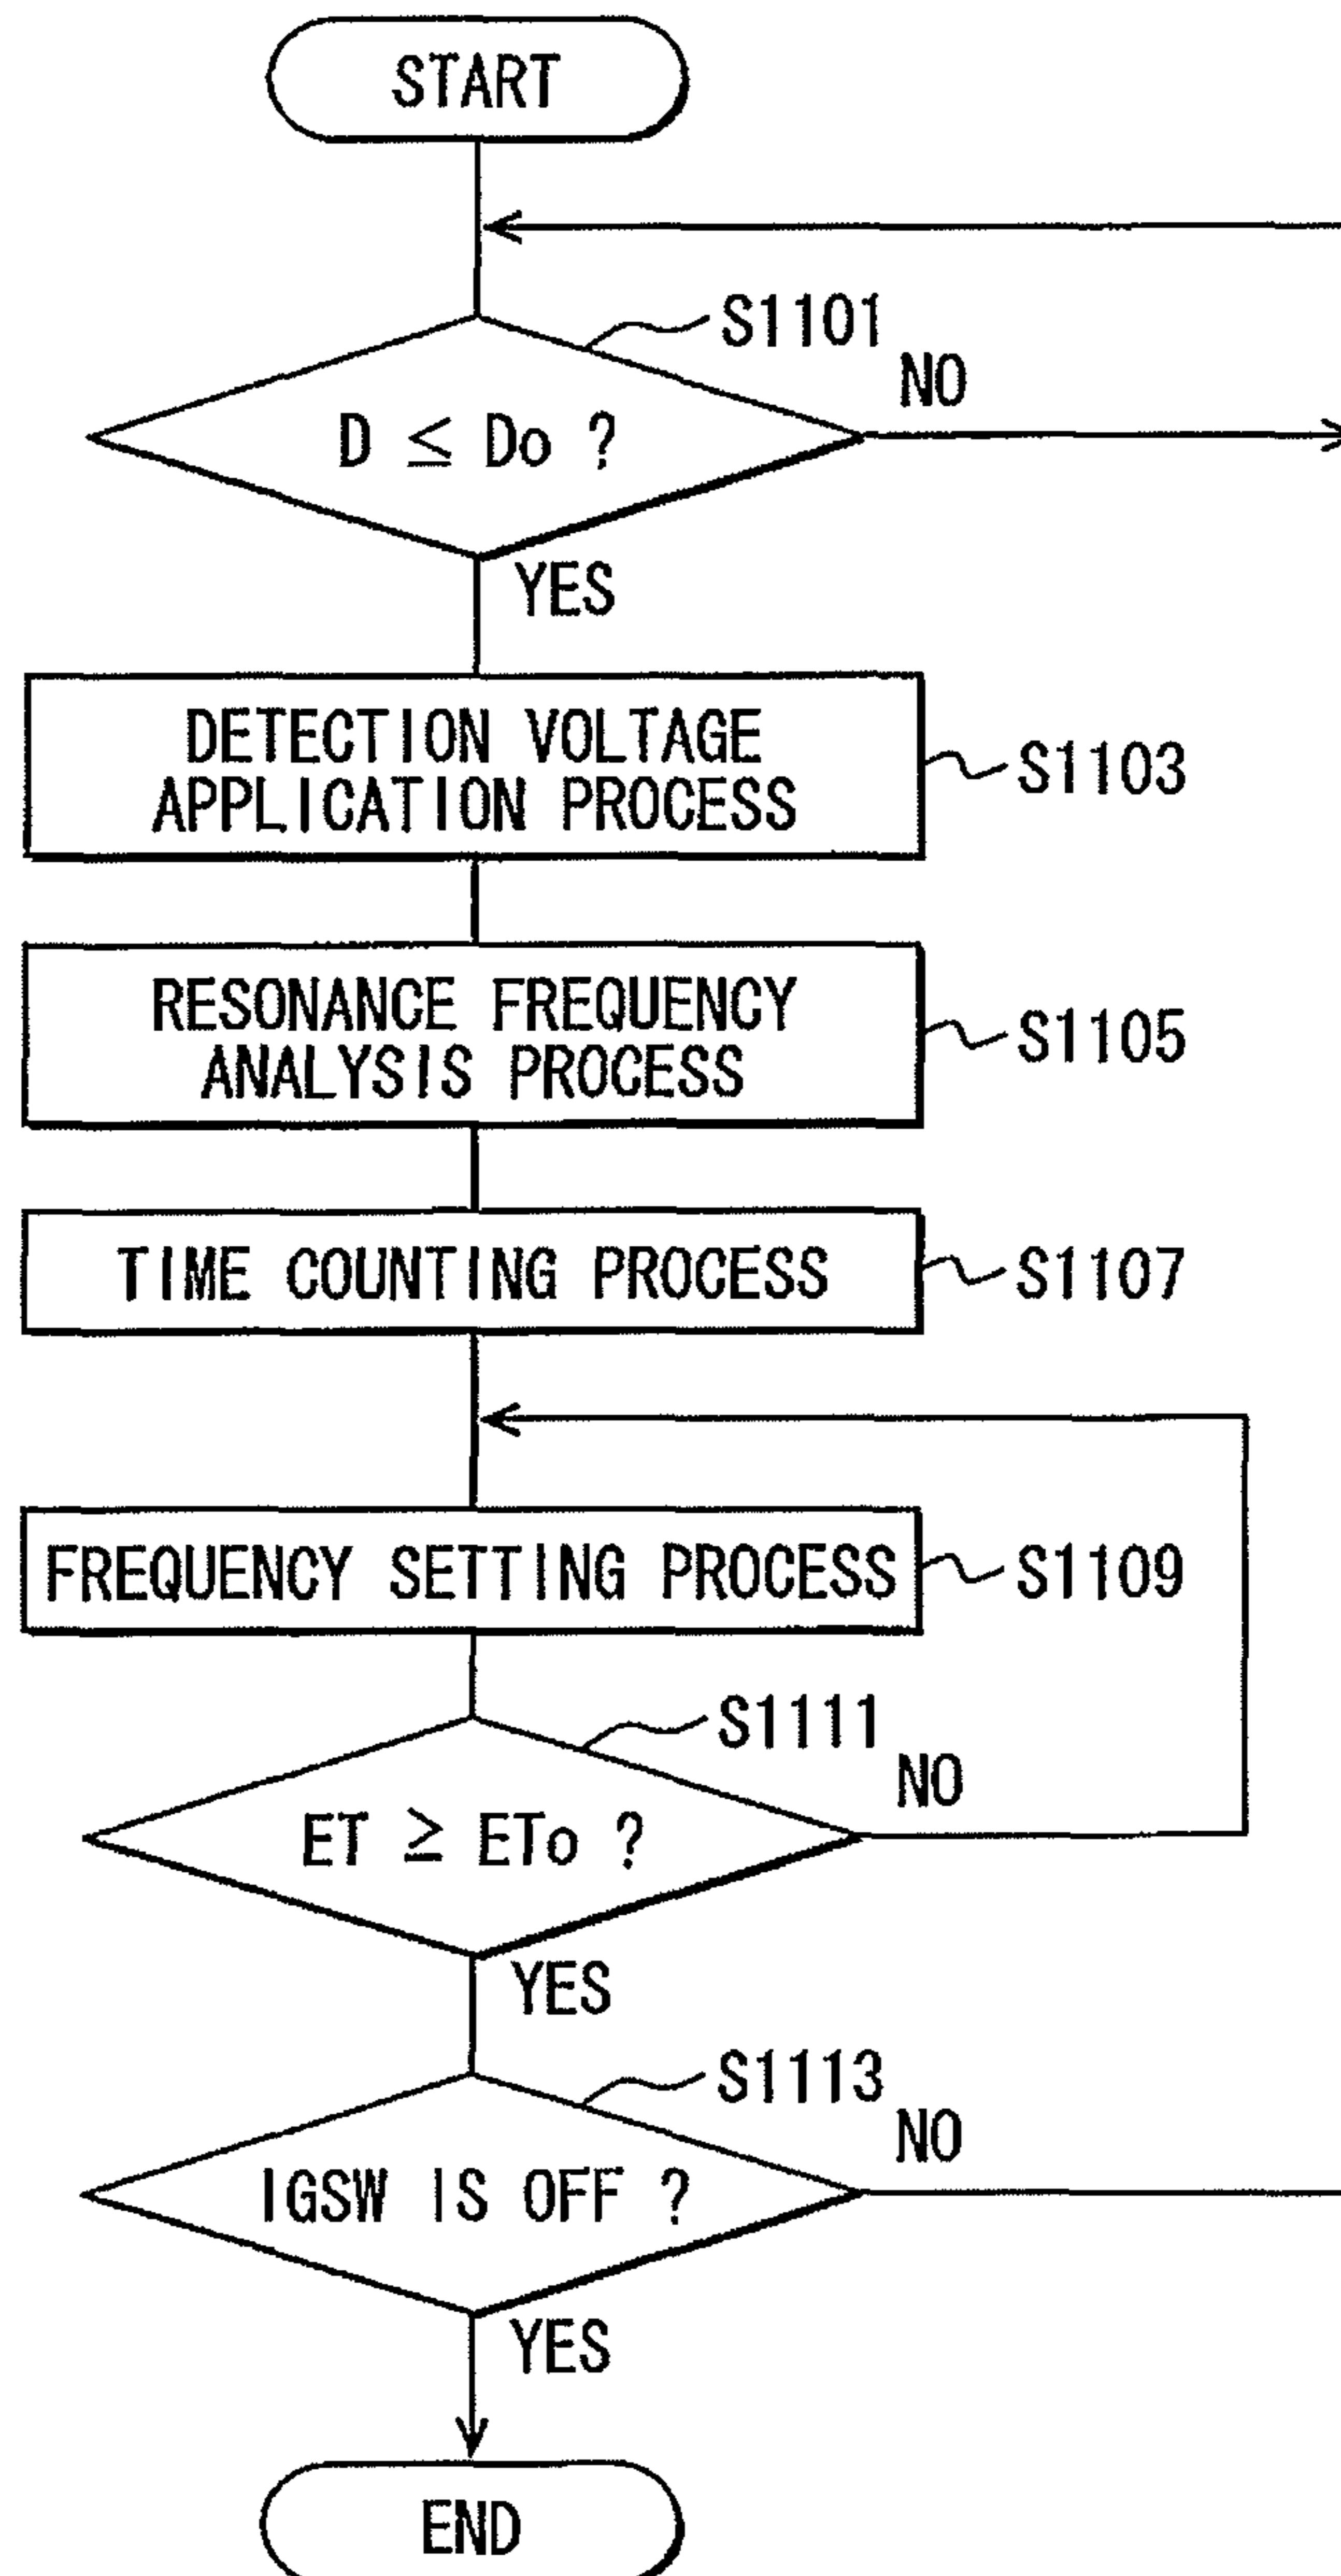 START
S1101
NO
D ≤ Do ?
YES
DETECTION VOLTAGE
APPLICATION PROCESS
S1103
RESONANCE FREQUENCY
ANALYSIS PROCESS
S1105
TIME COUNTING PROCESS
S1107
FREQUENCY SETTING PROCESS
S1109
S1111
NO
ET ≥ ETo ?
YES
S1113
NO
IGSW IS OFF ?
YES
END